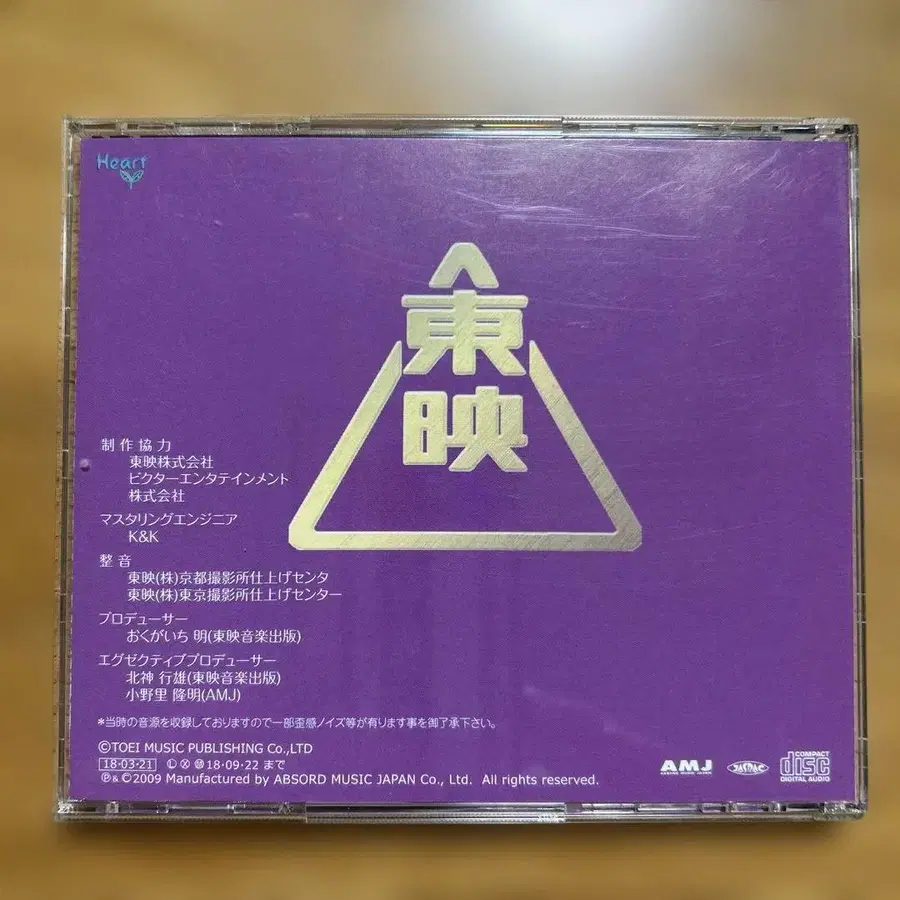 Heart
東映
制作協力
東映株式会社
ビクターエンタテインメント
株式会社
マスタリングエンジニア
K&K
整音
東映(株)京都撮影所仕上げセンタ
東映(株)東京撮影所仕上げセンター
プロデューサー
おくがいち 明(東映音楽出版)
エグゼクティブプロデューサー
北神 行雄(東映音楽出版)
小野里 隆明(AMJ)
*当時の音源を収録しておりますので一部歪感ノイズ等が有ります事を御了承下さい。
©TOEI MUSIC PUBLISHING Co.,LTD
18·03·21 Ⓛ Ⓧ 18·09·22 まで
℗&©2009 Manufactured by ABSORD MUSIC JAPAN Co., Ltd. All rights reserved.
AMJ
ABSORD MUSIC JAPAN
JASRAC
COMPACT
disc
DIGITAL AUDIO